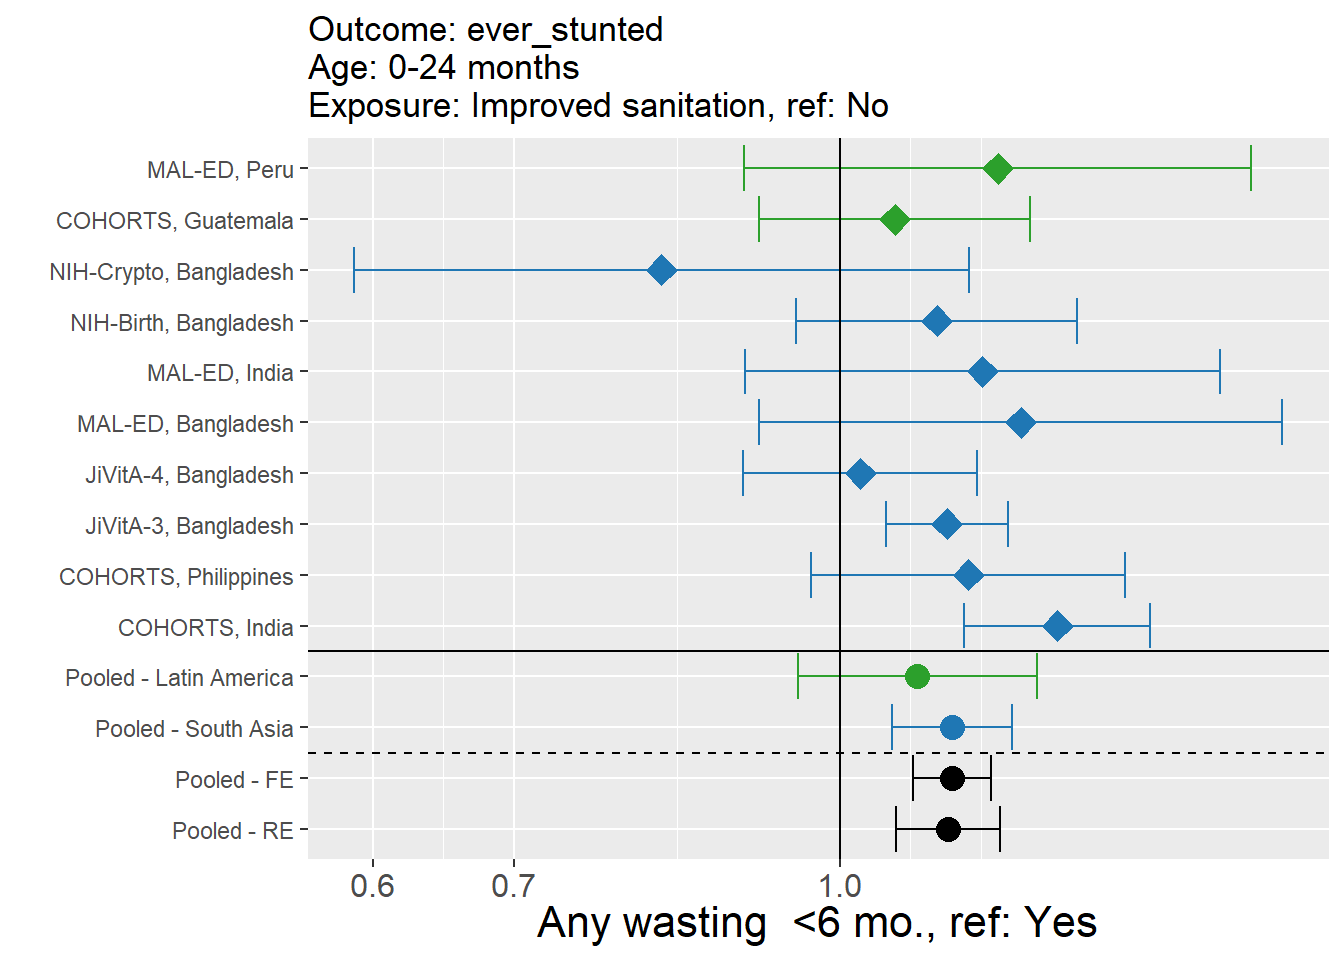 Outcome: ever_stunted
Age: 0-24 months
Exposure: Improved sanitation, ref: No
MAL-ED, Peru
COHORTS, Guatemala
NIH-Crypto, Bangladesh
NIH-Birth, Bangladesh
MAL-ED, India
MAL-ED, Bangladesh
JiVitA-4, Bangladesh
JiVitA-3, Bangladesh
COHORTS, Philippines
COHORTS, India
Pooled - Latin America
Pooled - South Asia
Pooled - FE
Pooled - RE
0.6 0.7 1.0
Any wasting  <6 mo., ref: Yes